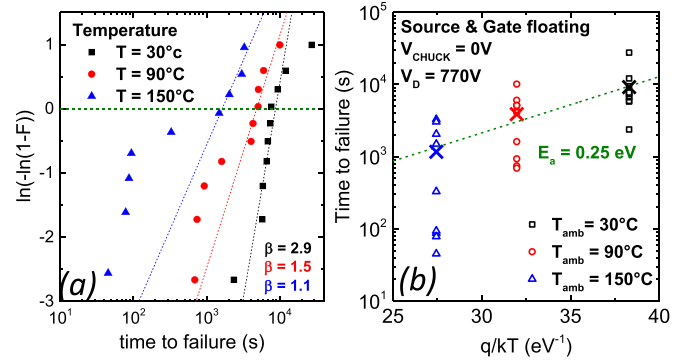 Temperature
T = 30°c
T = 90°C
T = 150°C
ln(-ln(1-F))
1
0
-1
-2
-3
β = 2.9
β = 1.5
β = 1.1
(a)
10¹ 10² 10³ 10⁴
time to failure (s)
Source & Gate floating
V_CHUCK = 0V
V_D = 770V
Time to failure (s)
10⁵
10⁴
10³
10²
10¹
E_a = 0.25 eV
T_amb = 30°C
T_amb = 90°C
T_amb = 150°C
(b)
25 30 35 40
q/kT (eV⁻¹)